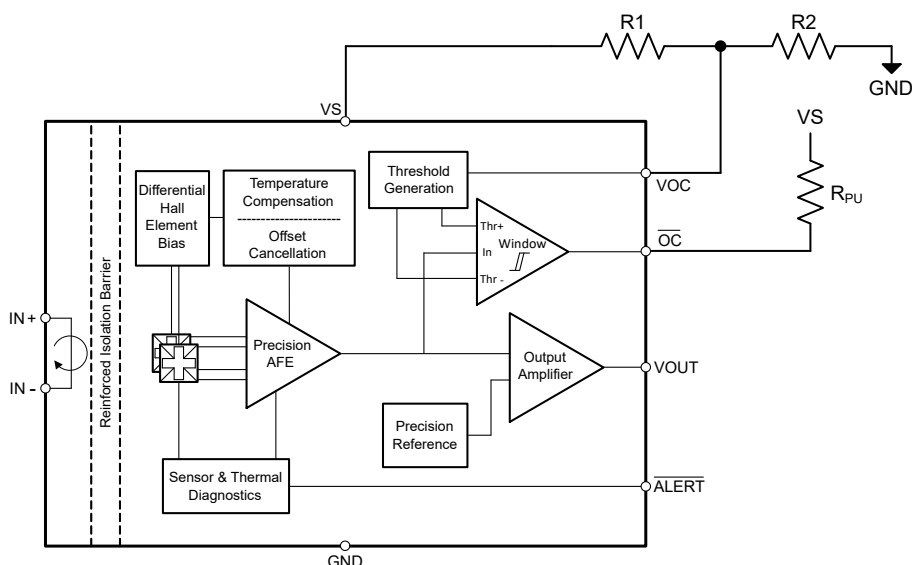 R1
R2
GND
VS
VS
R<sub>PU</sub>
VOC
OC
VOUT
ALERT
GND
IN+
IN-
Reinforced Isolation Barrier
Differential
Hall
Element
Bias
Temperature
Compensation
Offset
Cancellation
Threshold
Generation
Thr+
Window
In
Thr -
Precision
AFE
Output
Amplifier
Precision
Reference
Sensor & Thermal
Diagnostics